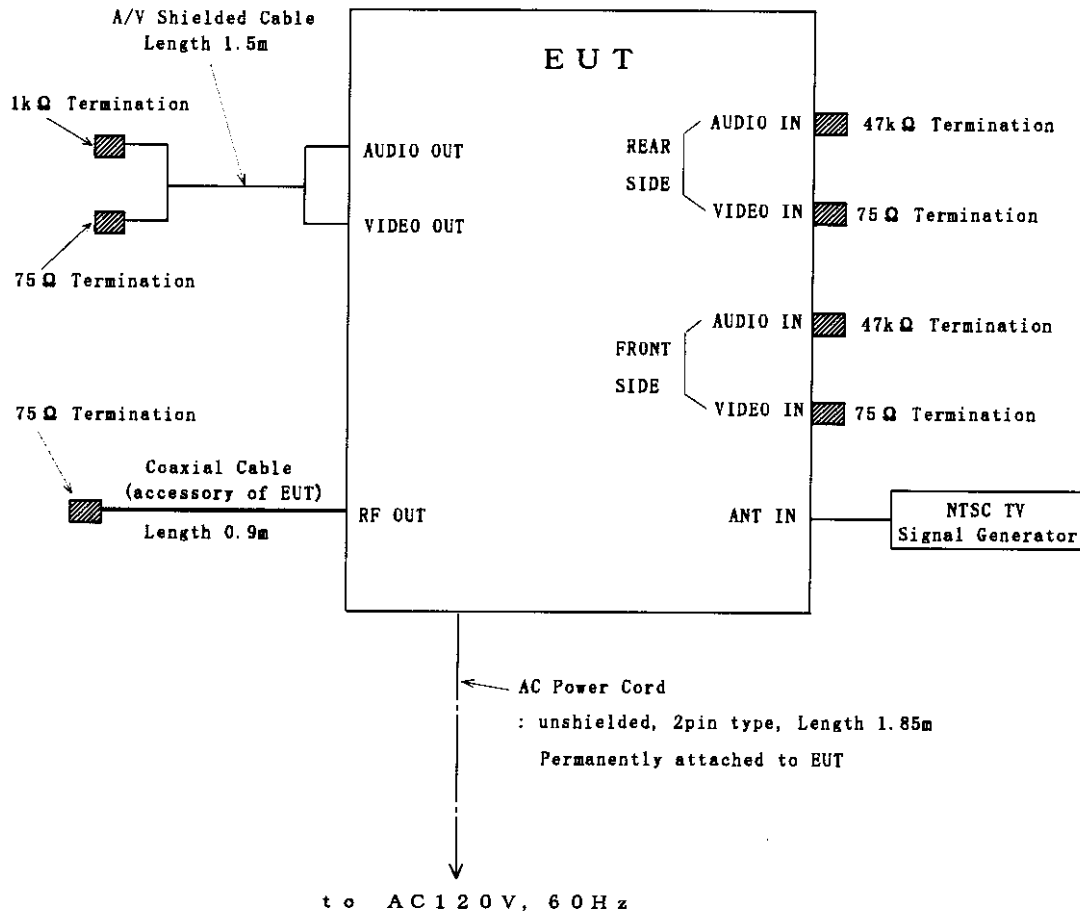 A/V Shielded Cable
Length 1.5m
EUT
1kΩ Termination
AUDIO OUT
VIDEO OUT
75Ω Termination
REAR
SIDE
AUDIO IN
47kΩ Termination
VIDEO IN
75Ω Termination
FRONT
SIDE
AUDIO IN
47kΩ Termination
VIDEO IN
75Ω Termination
75Ω Termination
Coaxial Cable
(accessory of EUT)
Length 0.9m
RF OUT
ANT IN
NTSC TV
Signal Generator
AC Power Cord
: unshielded, 2pin type, Length 1.85m
Permanently attached to EUT
to AC120V, 60Hz